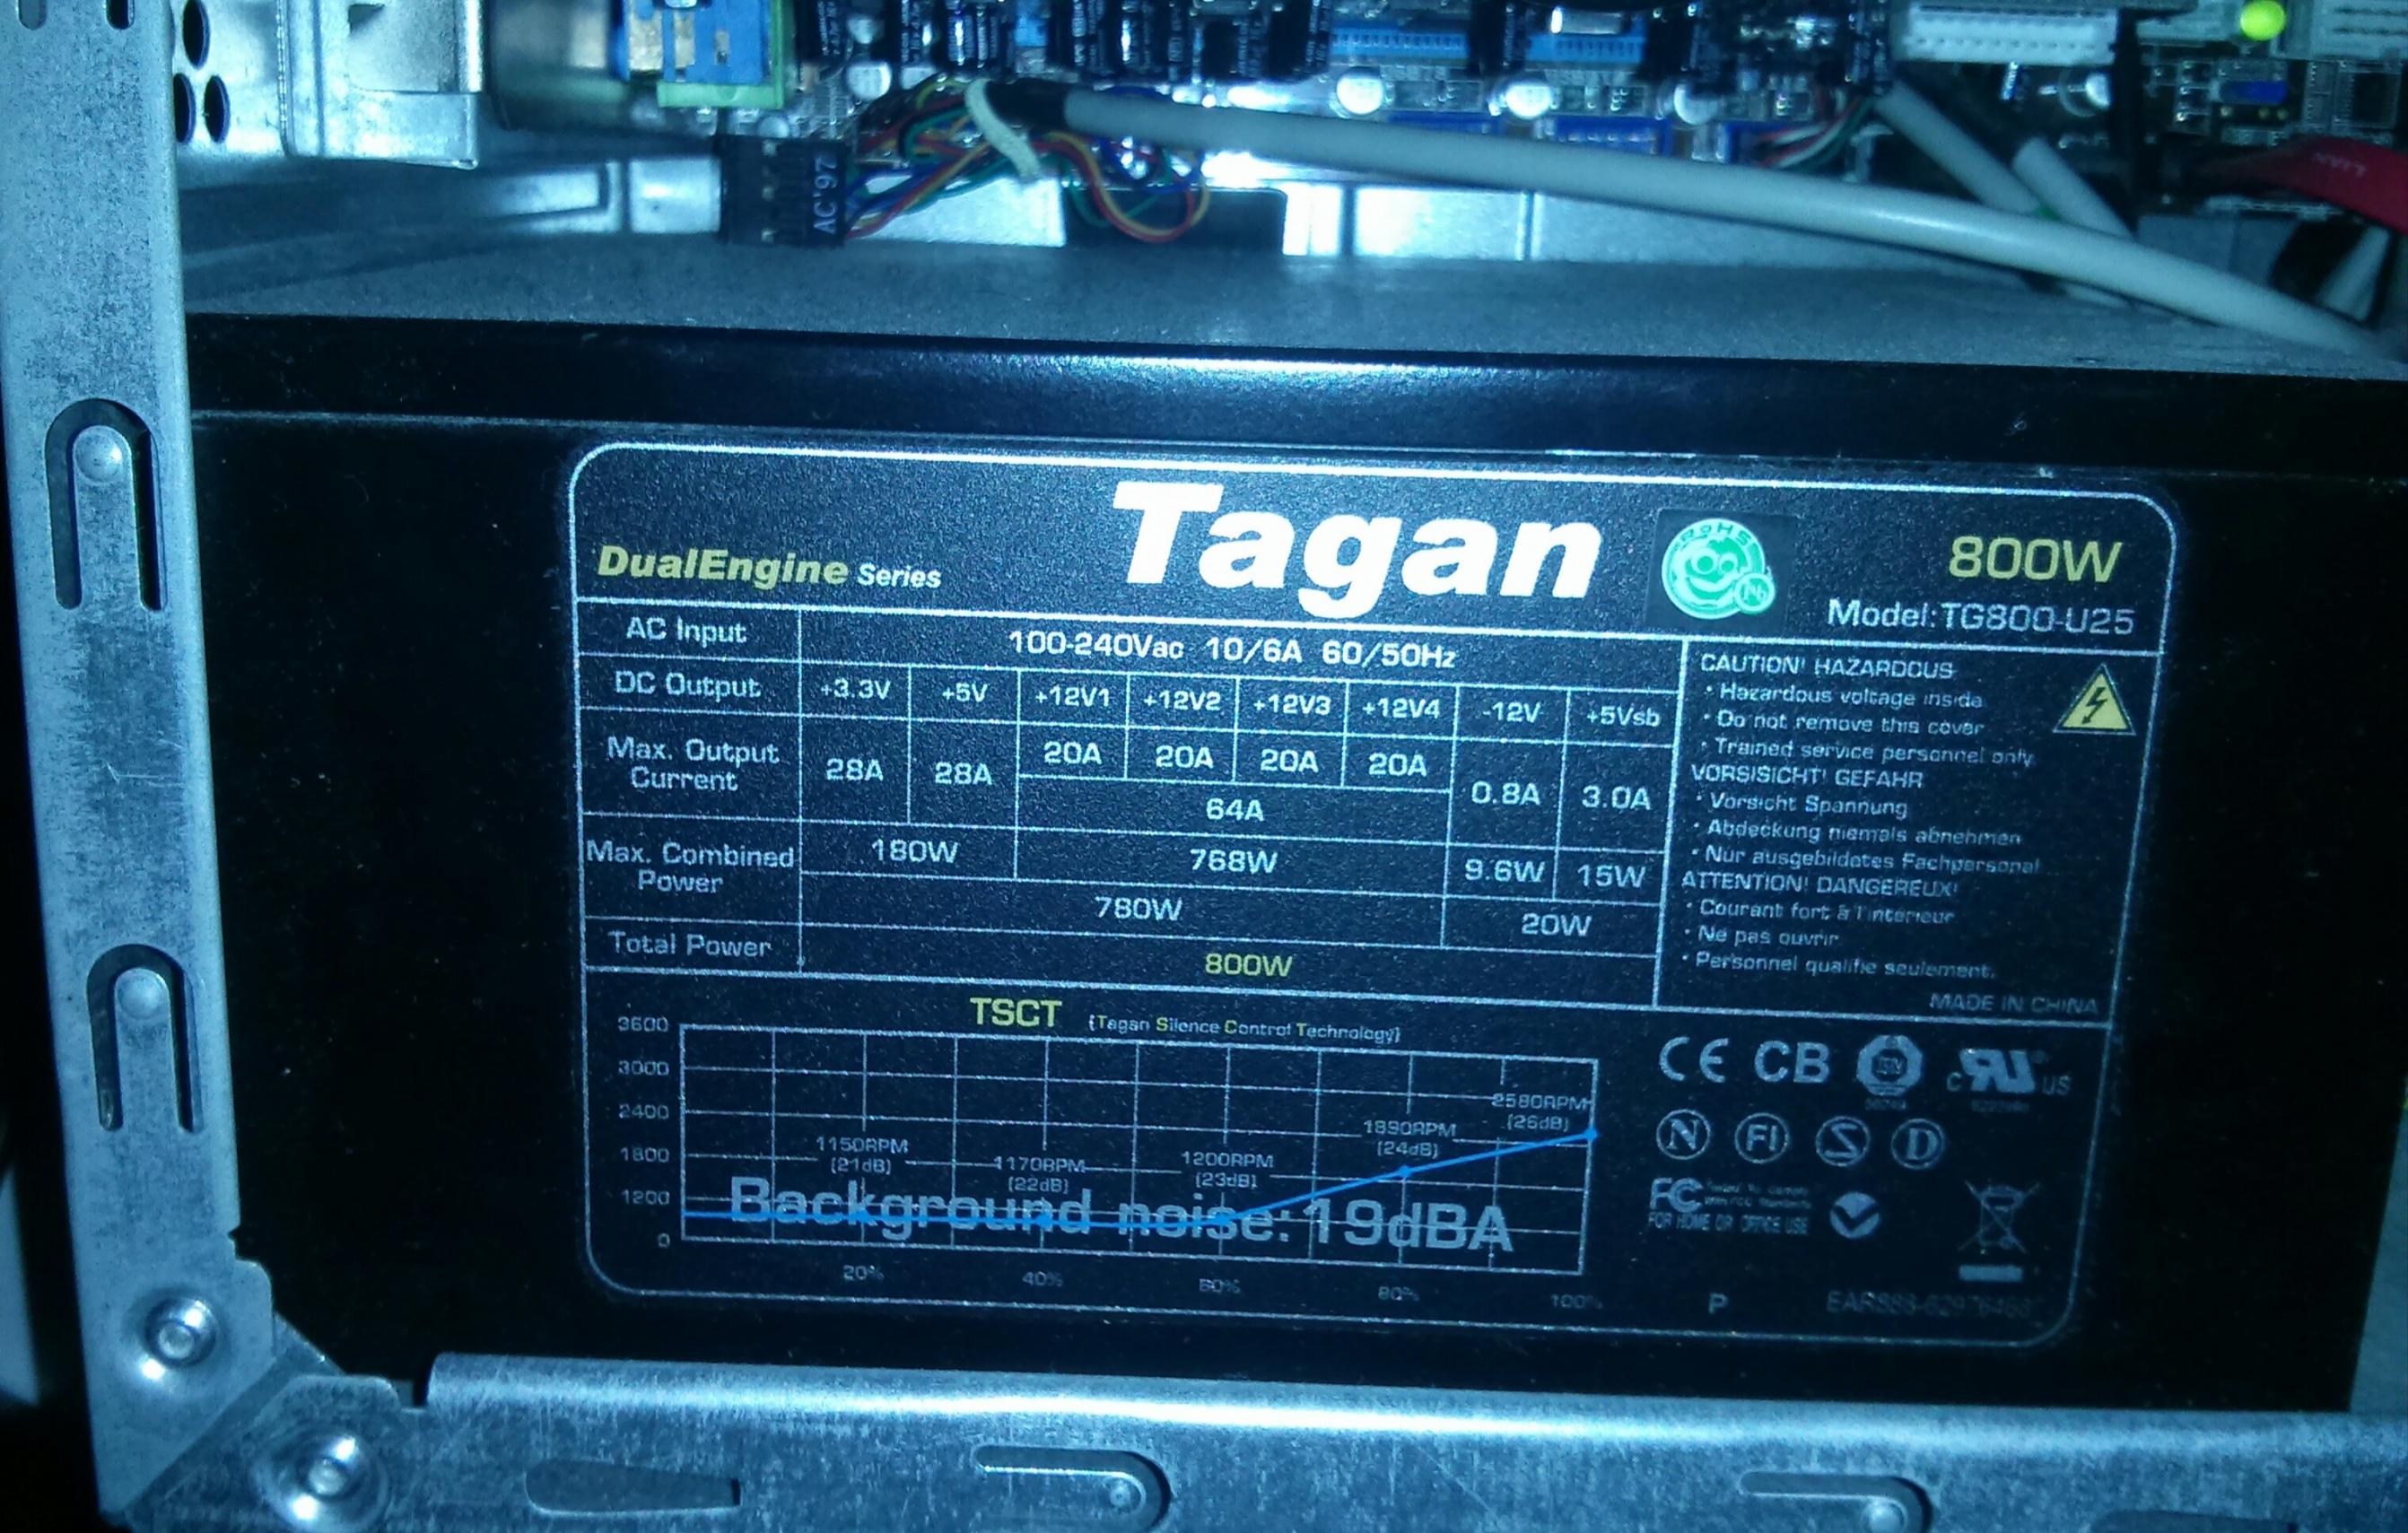 AC'97
Tagan
DualEngine Series
RoHS
Pb
800W
Model:TG800-U25
AC Input
100-240Vac 10/6A 60/50Hz
DC Output +3.3V +5V +12V1 +12V2 +12V3 +12V4 -12V +5Vsb
Max. Output Current
28A 28A 20A 20A 20A 20A 0.8A 3.0A
64A
Max. Combined Power
180W 768W 9.6W 15W
780W 20W
Total Power
800W
CAUTION! HAZARDOUS
· Hazardous voltage inside
· Do not remove this cover
· Trained service personnel only
VORSISICHT! GEFAHR
· Vorsicht Spannung
· Abdeckung niemals abnehmen
· Nur ausgebildetes Fachpersonal
ATTENTION! DANGEREUX!
· Courant fort à l'intérieur
· Ne pas ouvrir
· Personnel qualifie seulement.
MADE IN CHINA
TSCT {Tagan Silence Control Technology}
3600
3000
2400
1800
1200
0
1150RPM
(21dB)
1170RPM
(22dB)
1200RPM
(23dB)
1890RPM
(24dB)
2580RPM
(26dB)
Background noise:19dBA
20% 40% 60% 80% 100%
CE CB
c US
N FI S D
FC
FOR HOME OR OFFICE USE
P